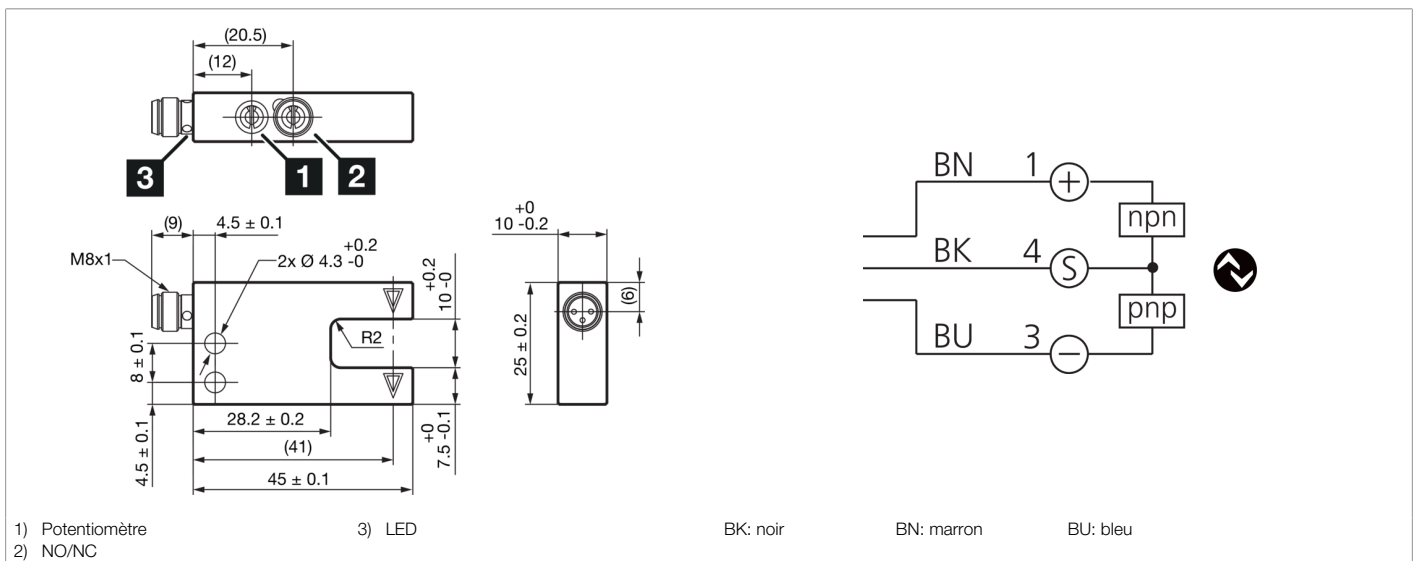 (20.5)
(12)
3
1
2
(9)
4.5 ± 0.1
+0.2
2x Ø 4.3 -0
M8x1
+0.2
10 -0
R2
8 ± 0.1
4.5 ± 0.1
28.2 ± 0.2
(41)
45 ± 0.1
+0
7.5 -0.1
+0
10 -0.2
(6)
25 ± 0.2
BN 1 +
npn
BK 4 S
pnp
BU 3 −
1) Potentiomètre
2) NO/NC
3) LED
BK: noir
BN: marron
BU: bleu